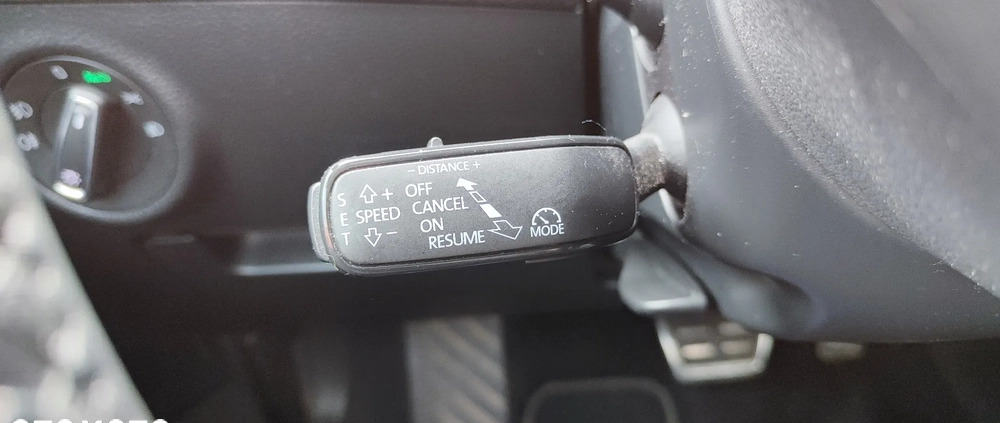 - DISTANCE +
S + OFF
E SPEED CANCEL
T - ON
RESUME MODE